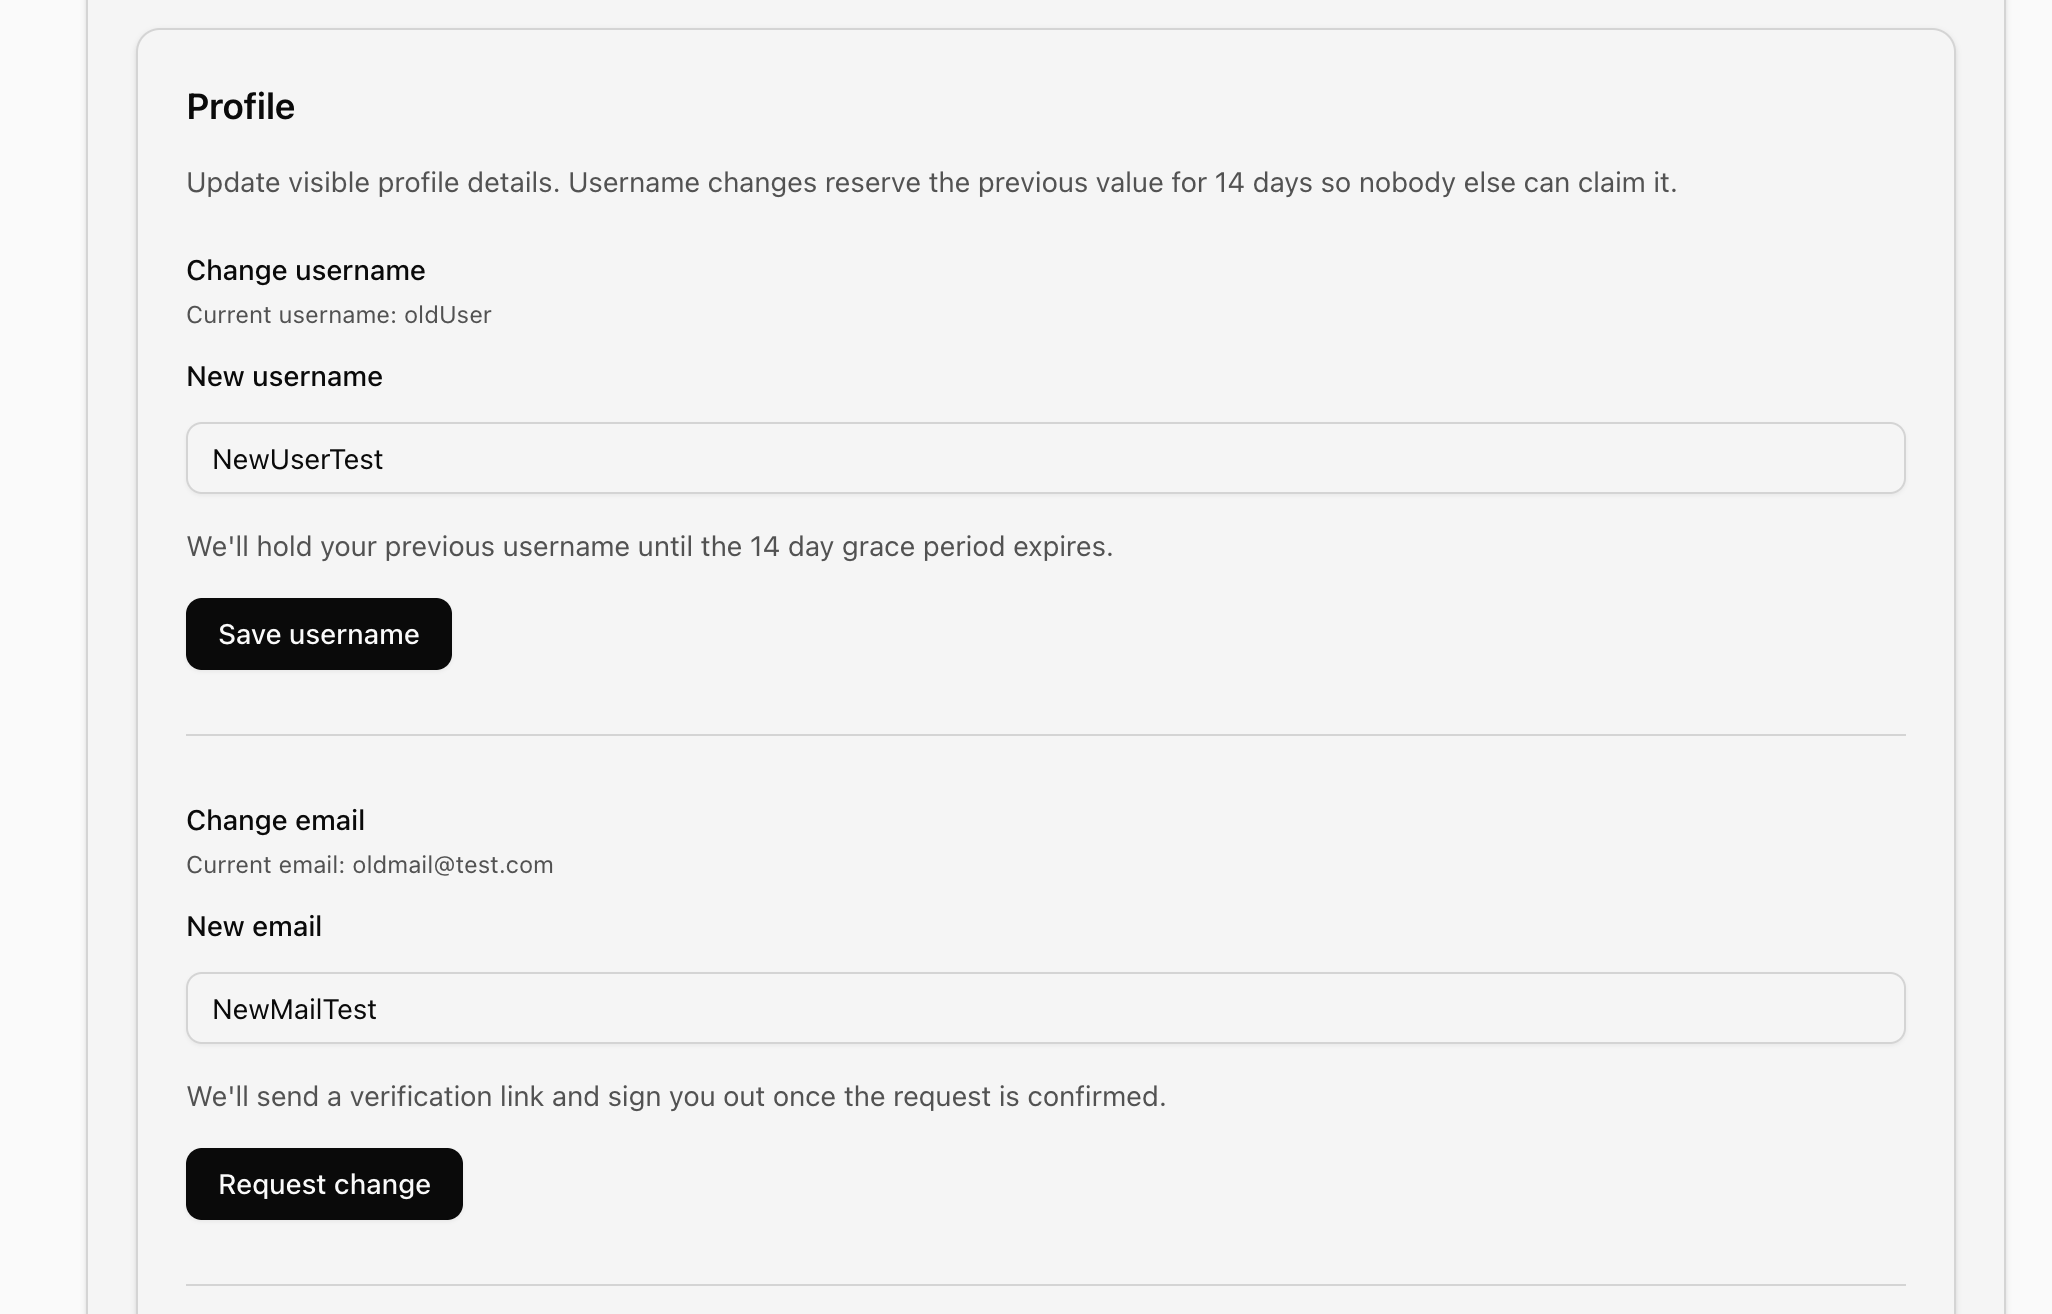 Profile
Update visible profile details. Username changes reserve the previous value for 14 days so nobody else can claim it.
Change username
Current username: oldUser
New username
NewUserTest
We'll hold your previous username until the 14 day grace period expires.
Save username
Change email
Current email: oldmail@test.com
New email
NewMailTest
We'll send a verification link and sign you out once the request is confirmed.
Request change